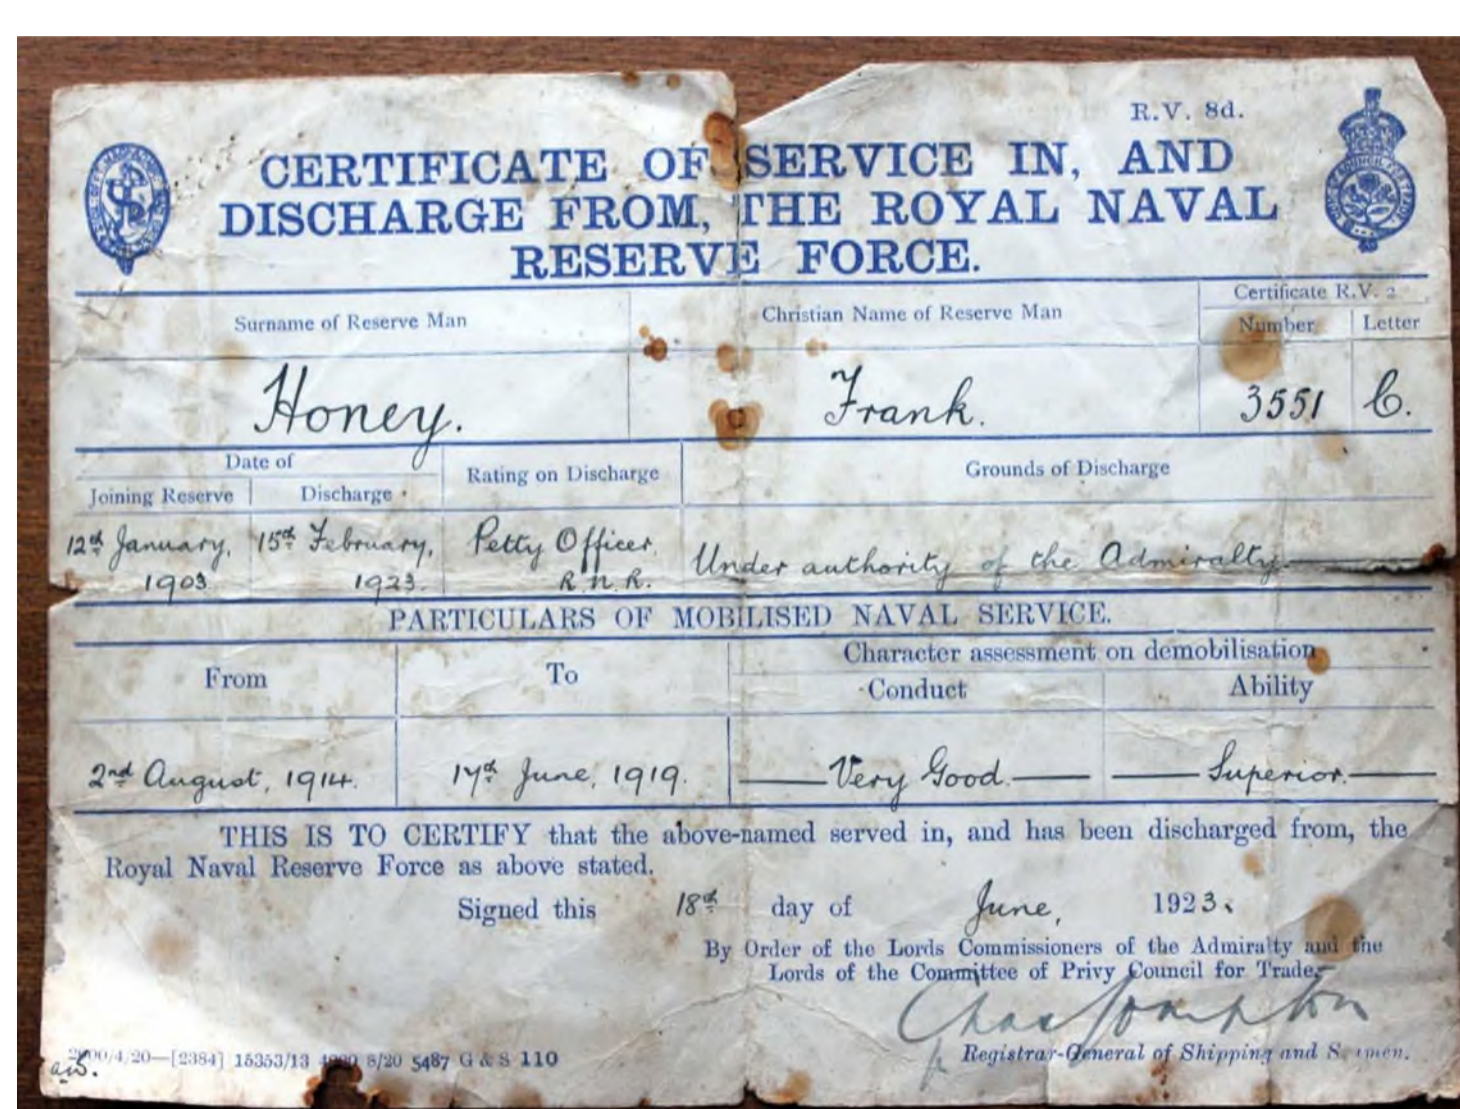 R.V. 8d.
CERTIFICATE OF SERVICE IN, AND
DISCHARGE FROM, THE ROYAL NAVAL
RESERVE FORCE.
Surname of Reserve Man
Christian Name of Reserve Man
Certificate R.V. 2
Number
Letter
Honey.
Frank.
3551
C.
Date of
Joining Reserve
Discharge
Rating on Discharge
Grounds of Discharge
12th January,
1903
15th February,
1923.
Petty Officer,
R.N.R.
Under authority of the Admiralty.
PARTICULARS OF MOBILISED NAVAL SERVICE.
From
To
Character assessment on demobilisation
Conduct
Ability
2nd August, 1914.
17th June, 1919.
Very Good.
Superior.
THIS IS TO CERTIFY that the above-named served in, and has been discharged from, the
Royal Naval Reserve Force as above stated.
Signed this 18th day of June, 1923.
By Order of the Lords Commissioners of the Admiralty and the
Lords of the Committee of Privy Council for Trade,
Registrar-General of Shipping and
/4/20—[2384] 15353/13 8/20 5487 G & S 110